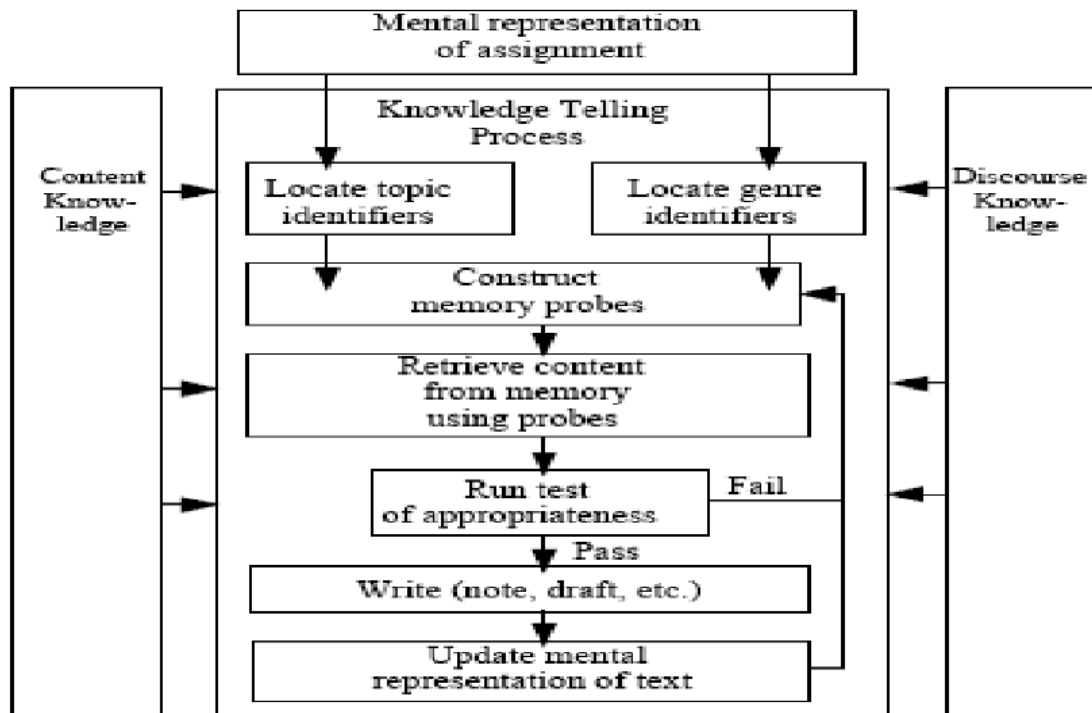 Mental representation
of assignment
Knowledge Telling
Process
Content
Know-
ledge
Locate topic
identifiers
Locate genre
identifiers
Discourse
Know-
ledge
Construct
memory probes
Retrieve content
from memory
using probes
Run test
of appropriateness
Fail
Pass
Write (note, draft, etc.)
Update mental
representation of text